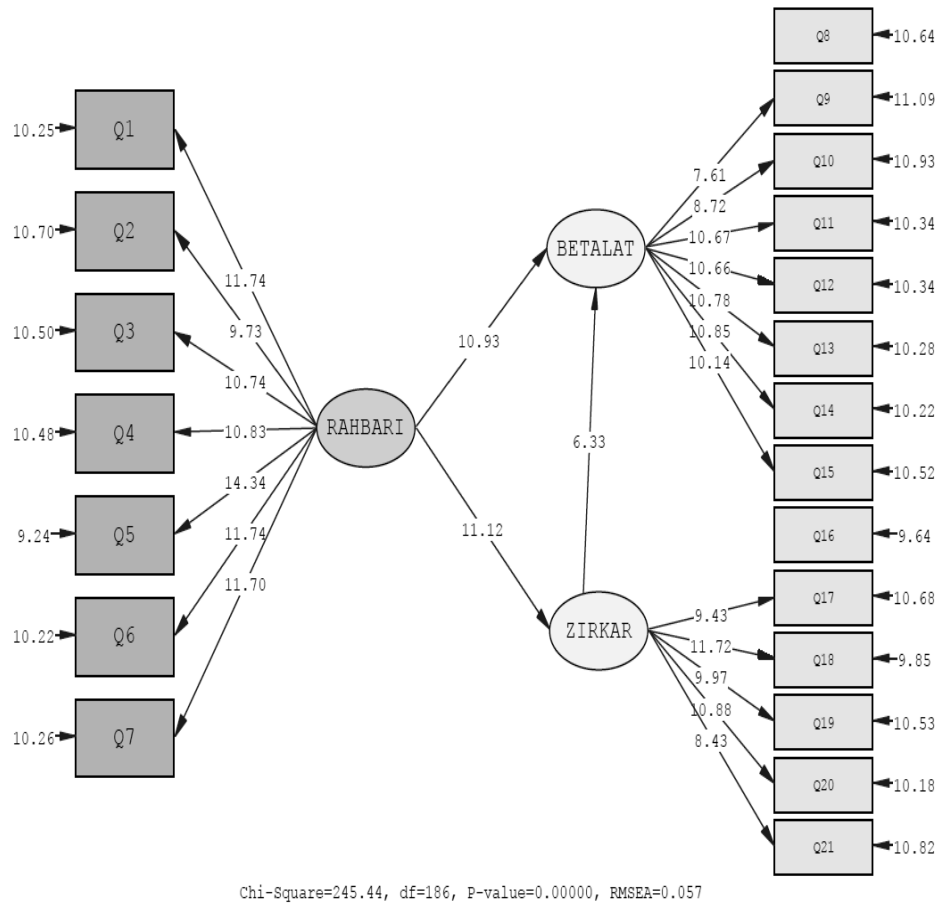 10.25 Q1
10.70 Q2
10.50 Q3
10.48 Q4
9.24 Q5
10.22 Q6
10.26 Q7
11.74
9.73
10.74
10.83
14.34
11.74
11.70
RAHBARI
10.93
11.12
BETALAT
6.33
ZIRKAR
7.61
8.72
10.67
10.66
10.78
10.85
10.14
9.43
11.72
9.97
10.88
8.43
Q8 10.64
Q9 11.09
Q10 10.93
Q11 10.34
Q12 10.34
Q13 10.28
Q14 10.22
Q15 10.52
Q16 9.64
Q17 10.68
Q18 9.85
Q19 10.53
Q20 10.18
Q21 10.82
Chi-Square=245.44, df=186, P-value=0.00000, RMSEA=0.057